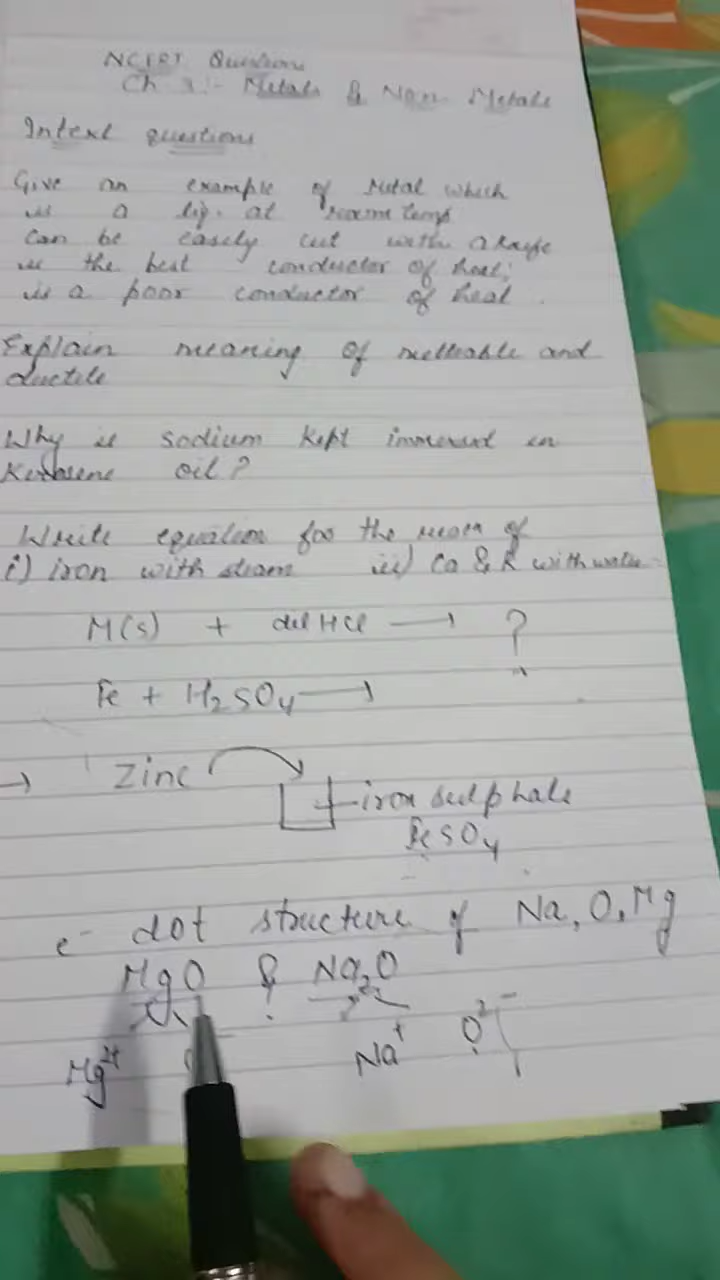 NCERT Questions
Ch 3:- Metals & Non Metals
Intext questions
Give an example of Metal which
is a liq. at room temp
can be easely cut with a knife
is the best conductor of heat;
is a poor conductor of heat
Explain meaning of melleable and
ductile
Why is sodium kept immersed in
Kerosene oil?
Write equation for the reacn of
i) iron with steam ii) Ca & K with water
M(s) + dil HCl → ?
Fe + H₂SO₄ →
→ Zinc
iron sulphate
FeSO₄
e⁻ dot structure of Na, O, Mg
MgO & Na₂O
Mg²⁺ Na⁺ O²⁻